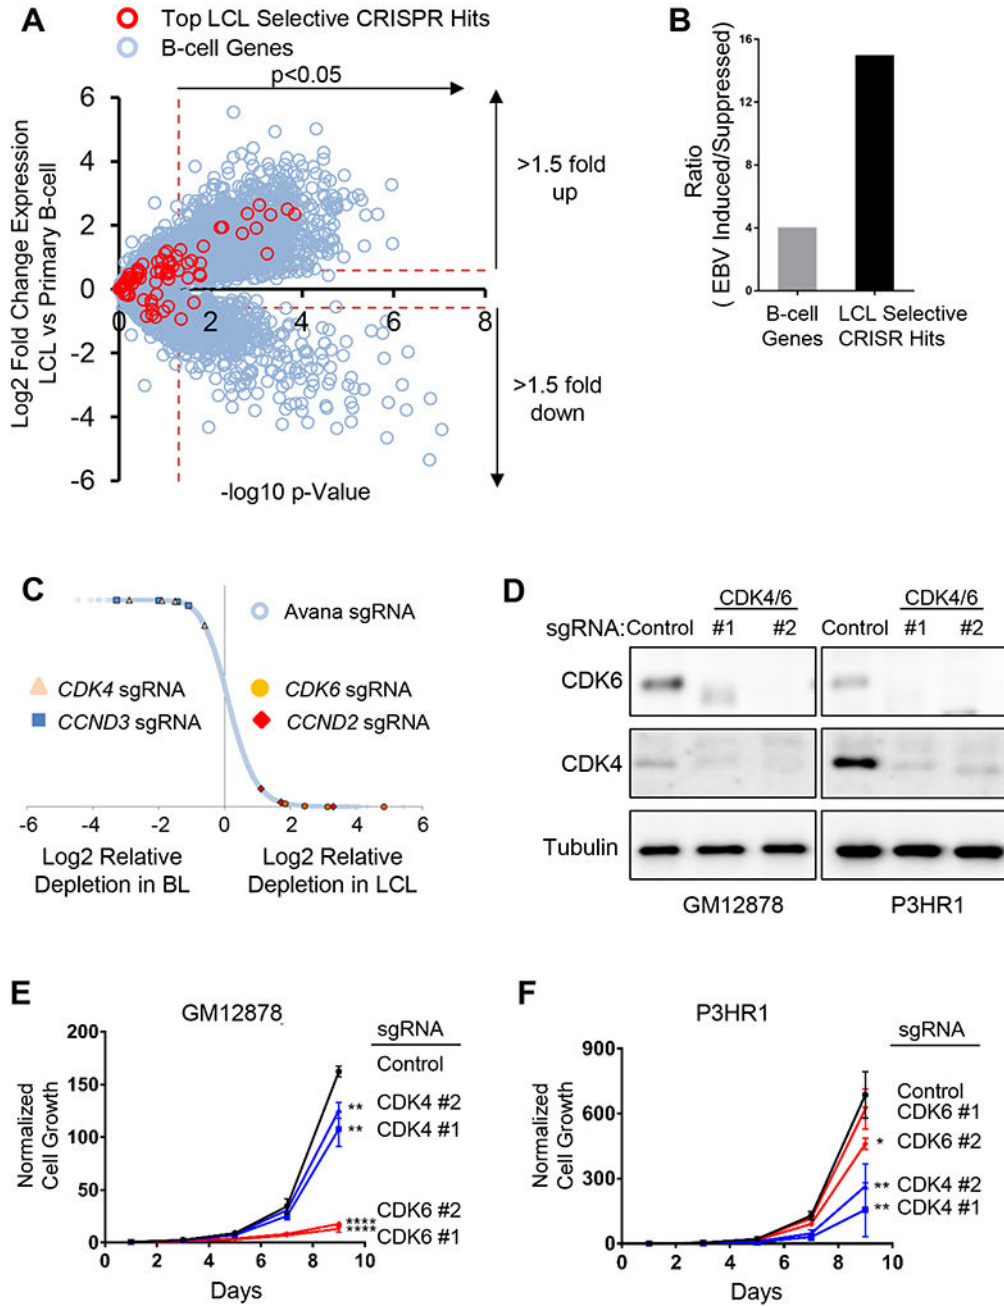 A
Top LCL Selective CRISPR Hits
B-cell Genes
p<0.05
6
4
2
0
-2
-4
-6
0 2 4 6 8
Log2 Fold Change Expression
LCL vs Primary B-cell
-log10 p-Value
>1.5 fold
up
>1.5 fold
down
B
Ratio
( EBV Induced/Suppressed)
16
12
8
4
0
B-cell
Genes
LCL Selective
CRISR Hits
C
Avana sgRNA
CDK4 sgRNA
CDK6 sgRNA
CCND3 sgRNA
CCND2 sgRNA
-6 -4 -2 0 2 4 6
Log2 Relative
Depletion in BL
Log2 Relative
Depletion in LCL
D
CDK4/6
CDK4/6
sgRNA: Control #1 #2
Control #1 #2
CDK6
CDK4
Tubulin
GM12878
P3HR1
E
GM12878
sgRNA
Control
CDK4 #2
CDK4 #1
CDK6 #2
CDK6 #1
**
**
****
****
200
150
100
50
0
0 2 4 6 8 10
Normalized
Cell Growth
Days
F
P3HR1
sgRNA
Control
CDK6 #1
CDK6 #2
CDK4 #2
CDK4 #1
*
**
**
900
600
300
0
0 2 4 6 8 10
Normalized
Cell Growth
Days